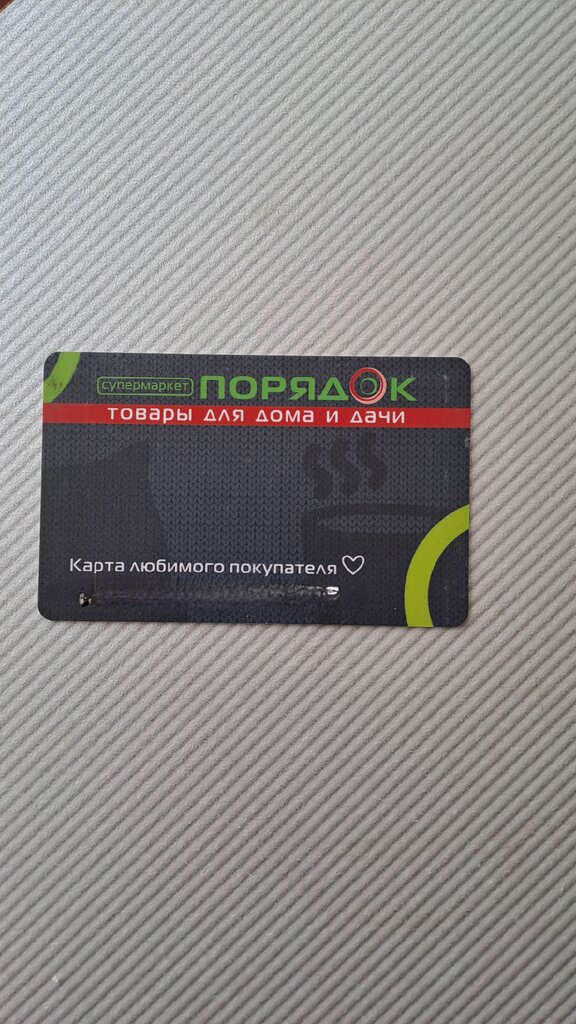 супермаркет ПОРЯДОК
товары для дома и дачи
Карта любимого покупателя